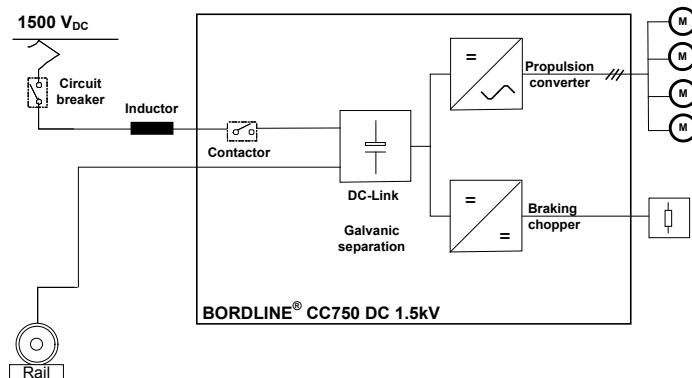 1500 VDC
Circuit
breaker
Inductor
Contactor
DC-Link
Galvanic
separation
Propulsion
converter
M
M
M
M
Braking
chopper
BORDLINE® CC750 DC 1.5kV
Rail